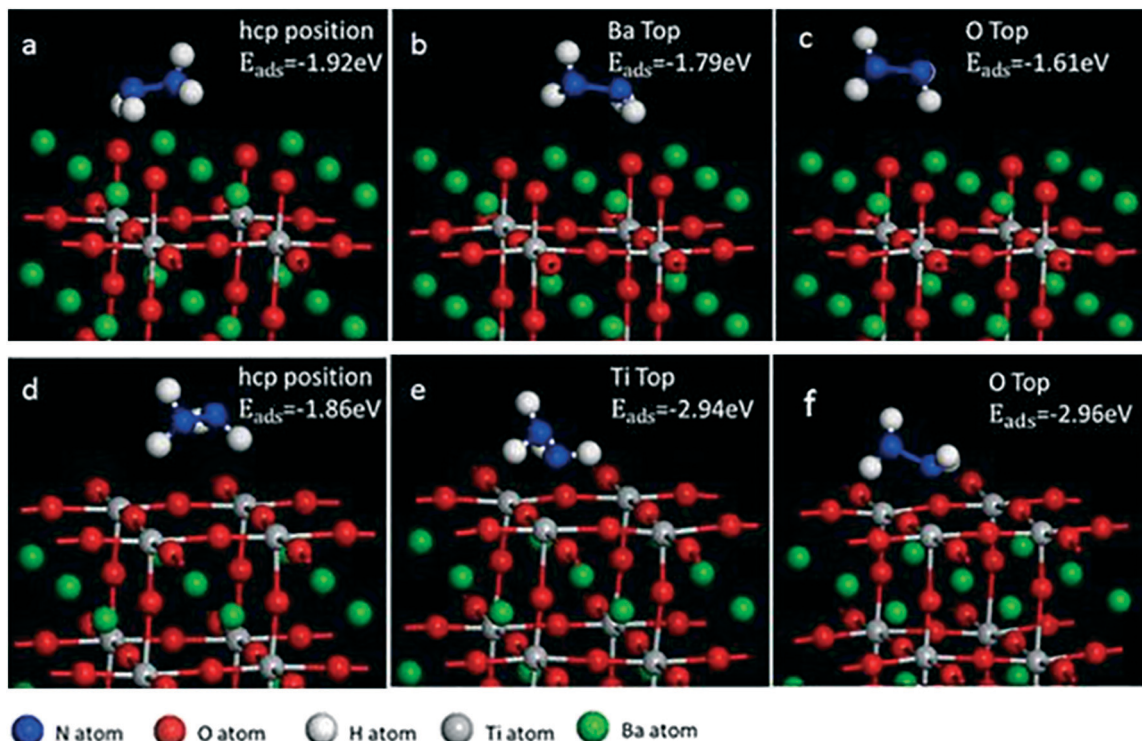 a
hcp position
Eads=-1.92eV
b
Ba Top
Eads=-1.79eV
c
O Top
Eads=-1.61eV
d
hcp position
Eads=-1.86eV
e
Ti Top
Eads=-2.94eV
f
O Top
Eads=-2.96eV
N atom O atom H atom Ti atom Ba atom